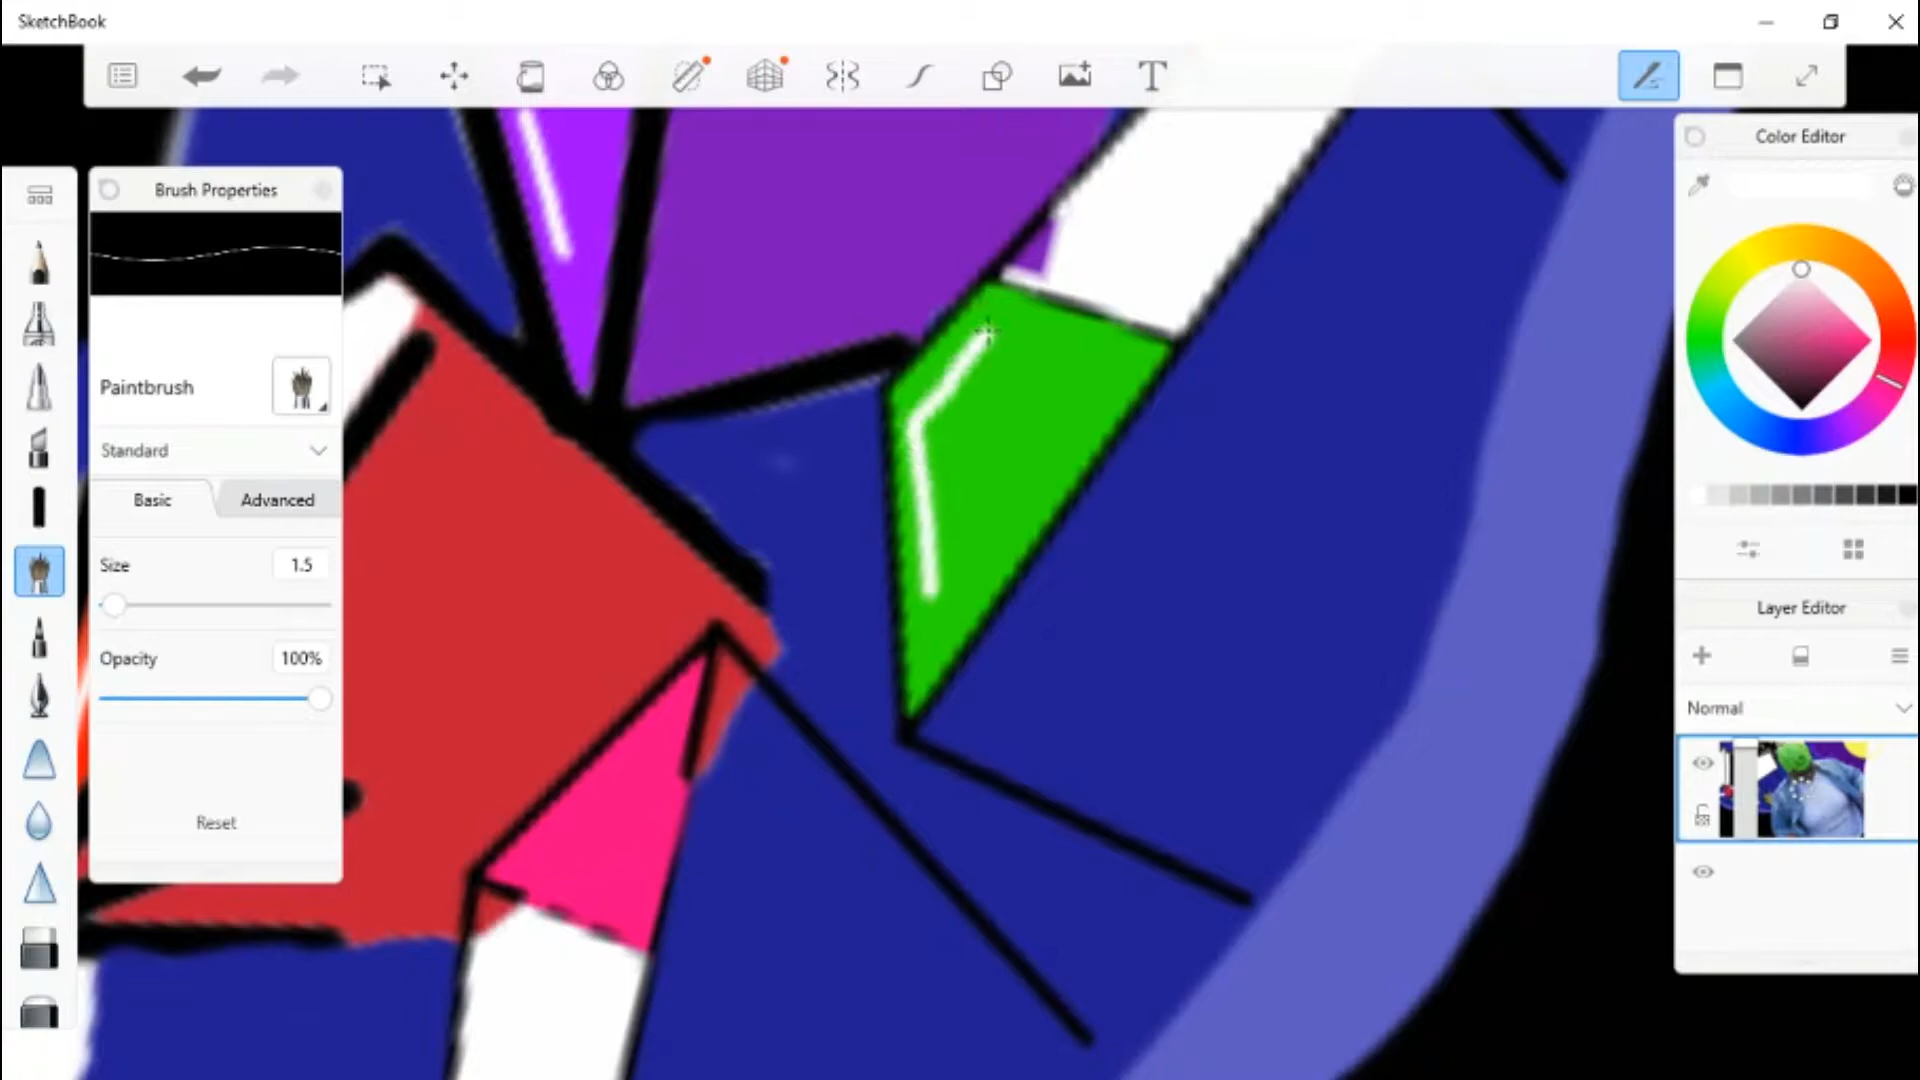 SketchBook
T
Brush Properties
Color Editor
Paintbrush
Standard
Basic
Advanced
Size
1.5
Opacity
100%
Reset
Layer Editor
Normal